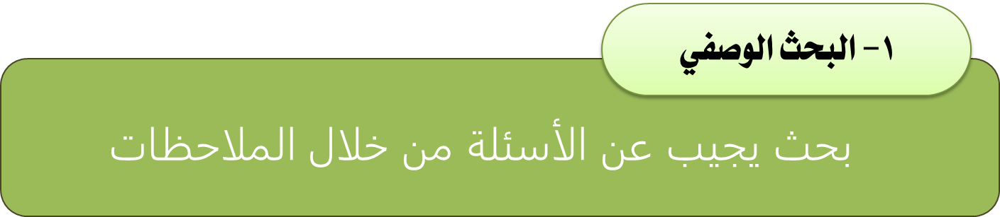 ١- البحث الوصفي
بحث يجيب عن الأسئلة من خلال الملاحظات